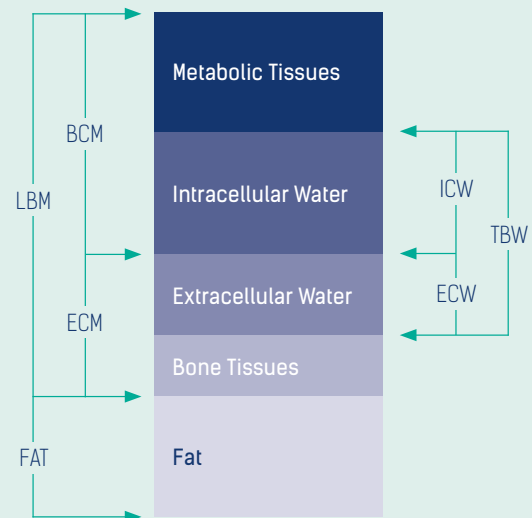 Metabolic Tissues
BCM
Intracellular Water
ICW
LBM
TBW
Extracellular Water
ECW
ECM
Bone Tissues
FAT
Fat